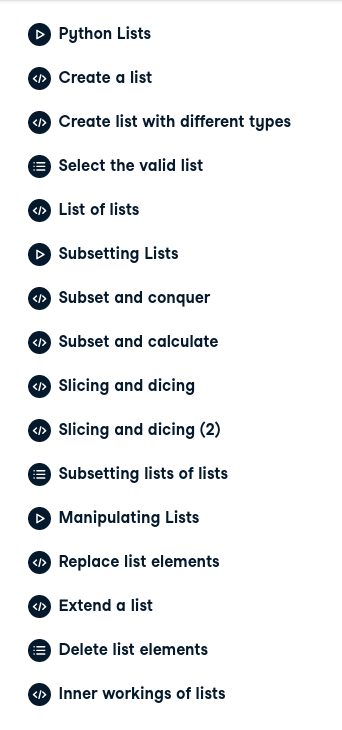 Python Lists
Create a list
Create list with different types
Select the valid list
List of lists
Subsetting Lists
Subset and conquer
Subset and calculate
Slicing and dicing
Slicing and dicing (2)
Subsetting lists of lists
Manipulating Lists
Replace list elements
Extend a list
Delete list elements
Inner workings of lists